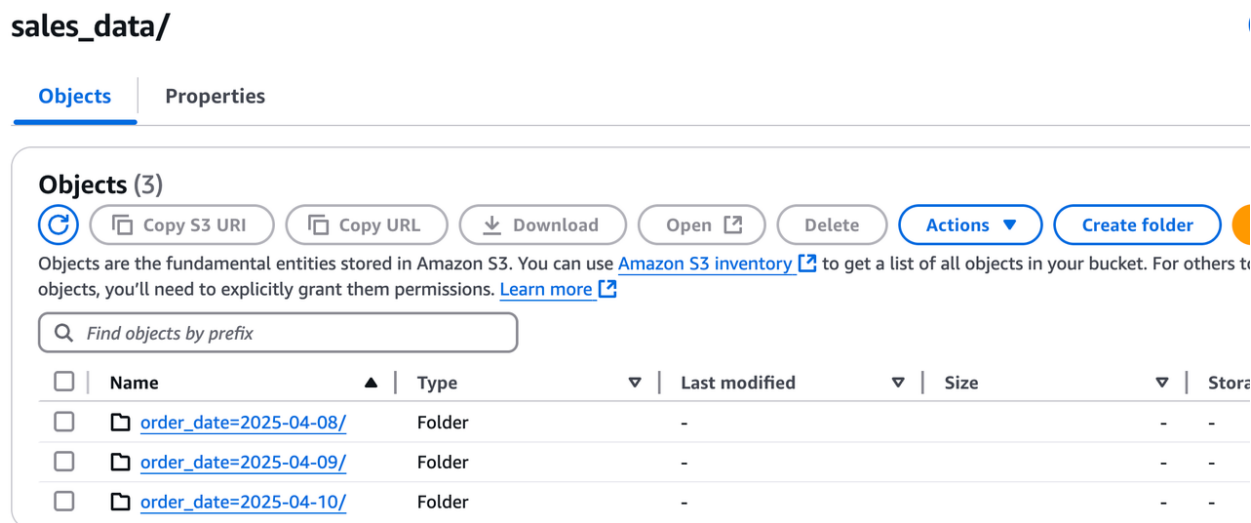 sales_data/
Objects Properties
Objects (3)
Copy S3 URI Copy URL Download Open Delete Actions Create folder
Objects are the fundamental entities stored in Amazon S3. You can use Amazon S3 inventory to get a list of all objects in your bucket. For others to
objects, you'll need to explicitly grant them permissions. Learn more
Find objects by prefix
Name Type Last modified Size
order_date=2025-04-08/ Folder - - -
order_date=2025-04-09/ Folder - - -
order_date=2025-04-10/ Folder - - -